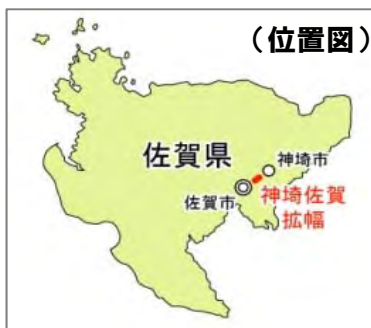 （位置図）
佐賀県
神埼市
佐賀市
神埼佐賀
拡幅